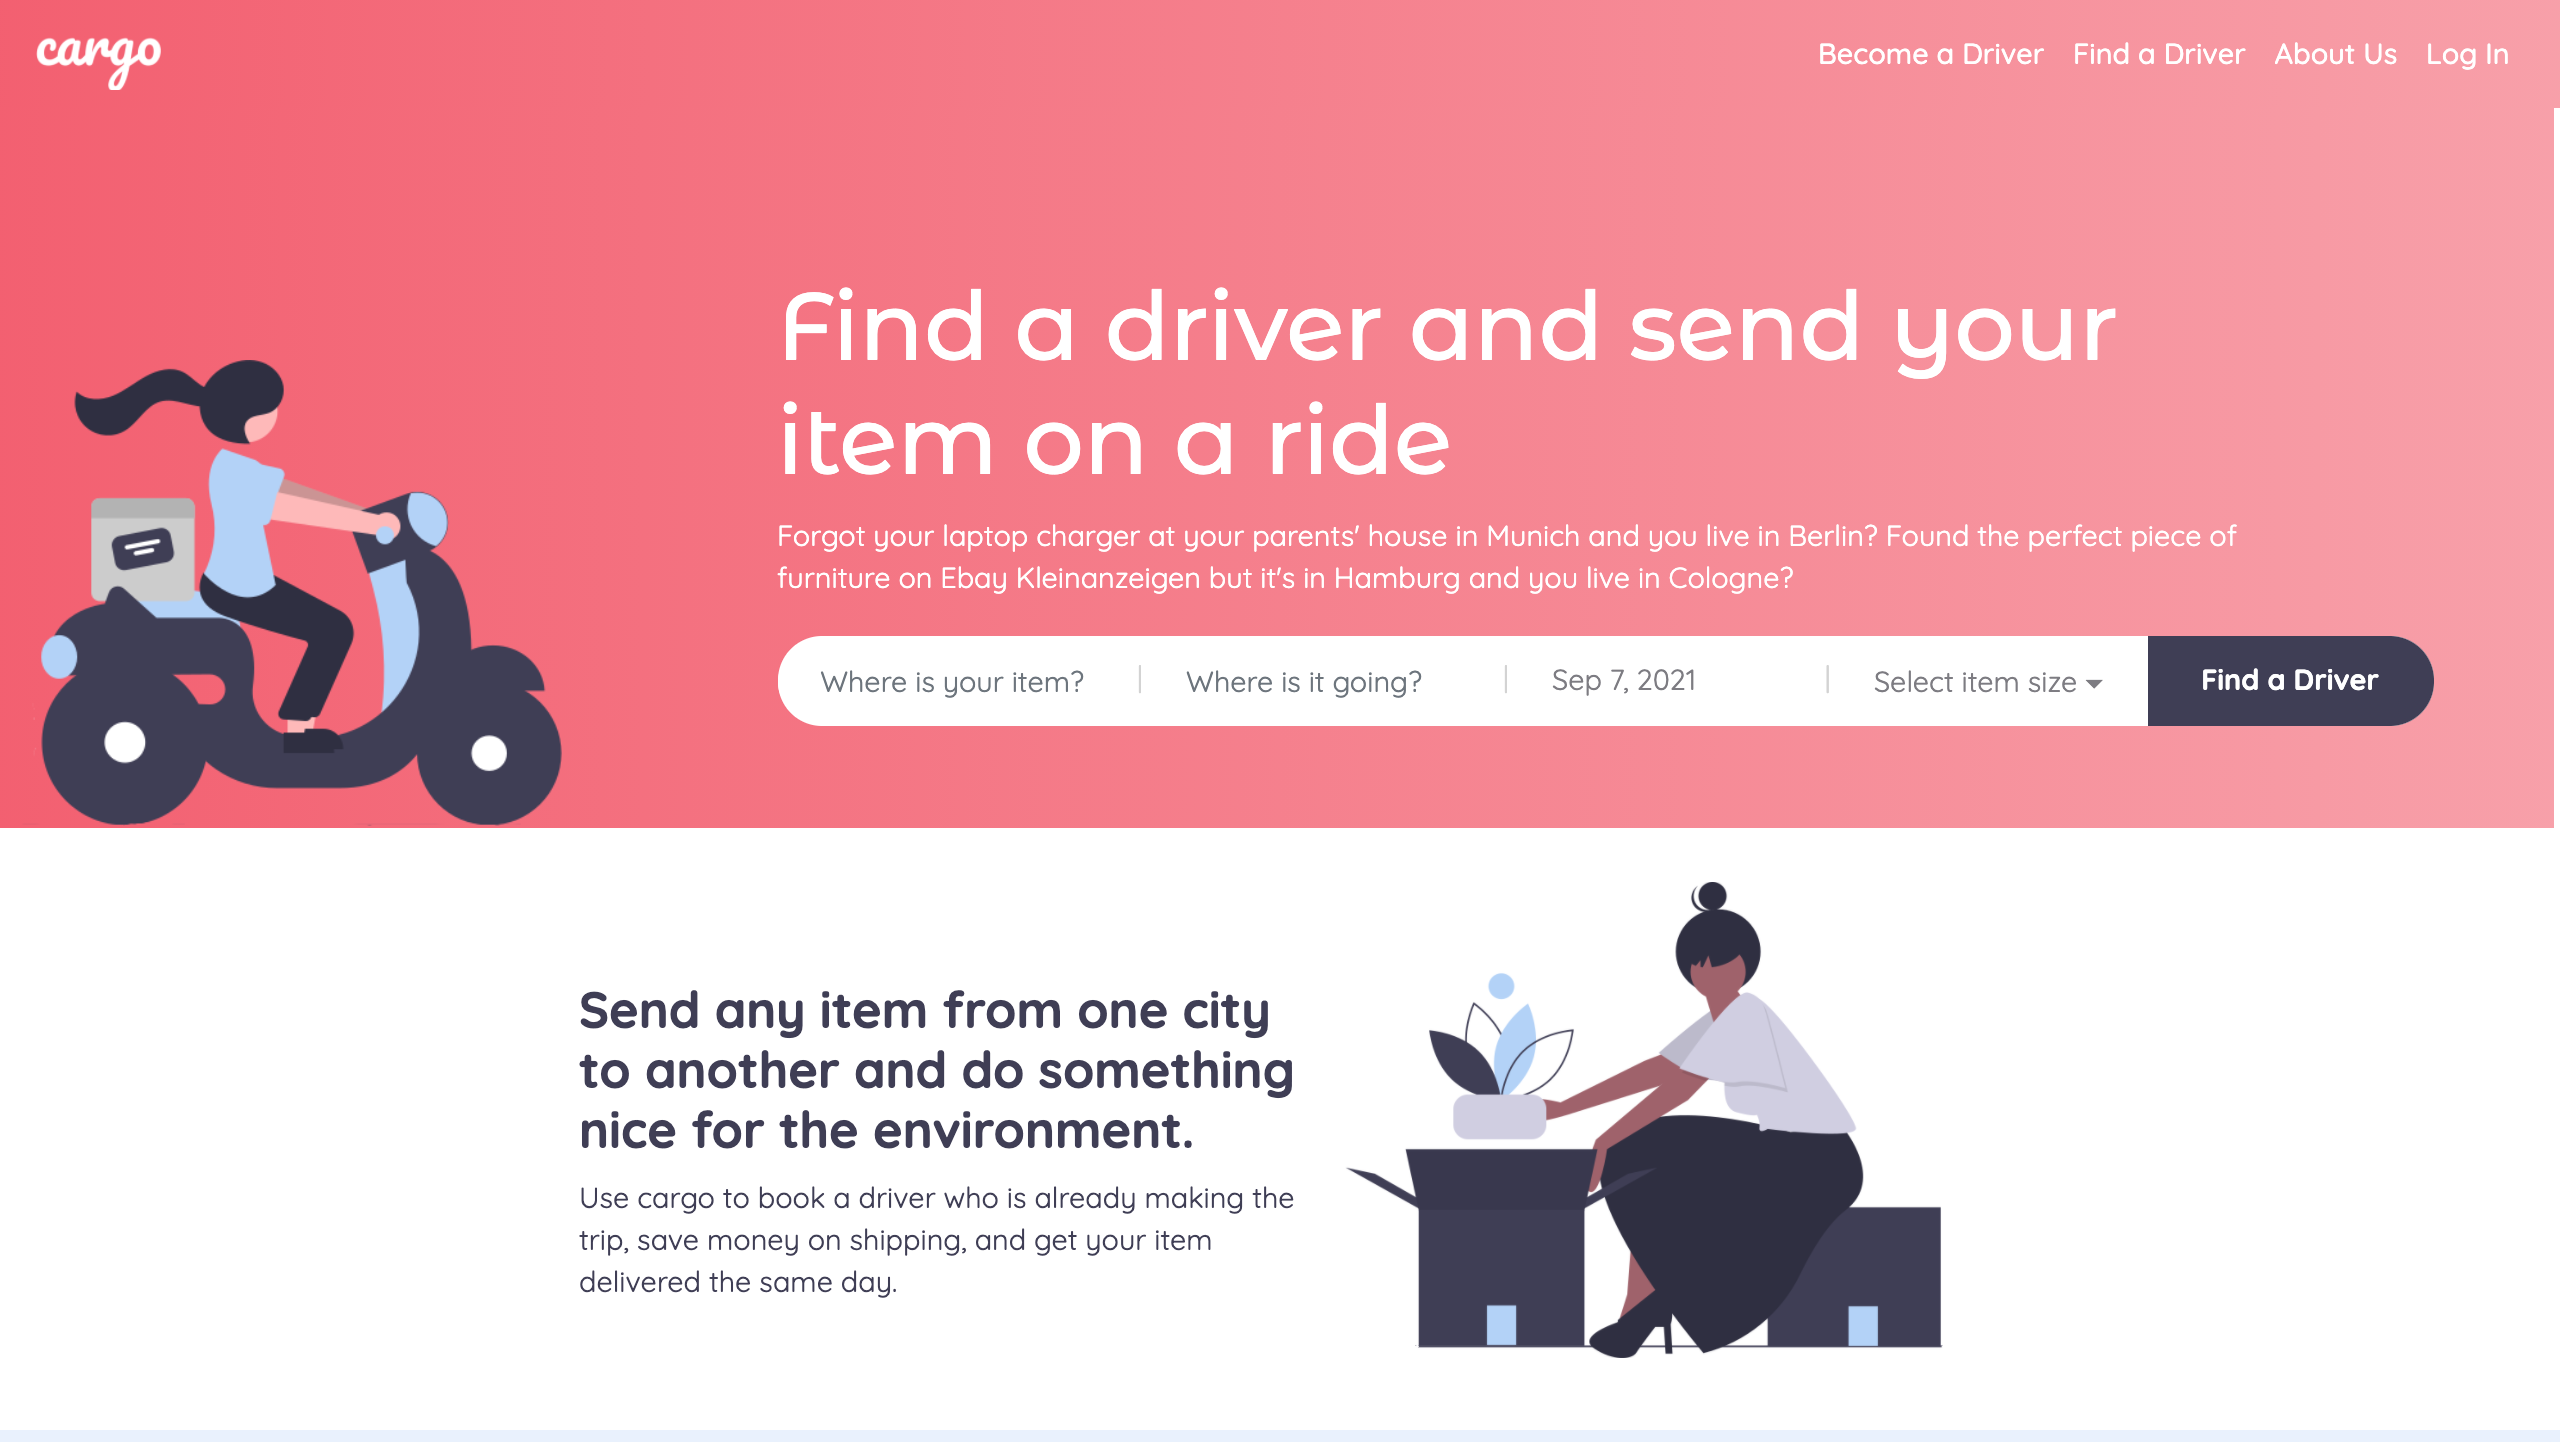 cargo
Become a Driver Find a Driver About Us Log In
Find a driver and send your
item on a ride
Forgot your laptop charger at your parents' house in Munich and you live in Berlin? Found the perfect piece of
furniture on Ebay Kleinanzeigen but it's in Hamburg and you live in Cologne?
Where is your item? Where is it going? Sep 7, 2021 Select item size Find a Driver
Send any item from one city
to another and do something
nice for the environment.
Use cargo to book a driver who is already making the
trip, save money on shipping, and get your item
delivered the same day.